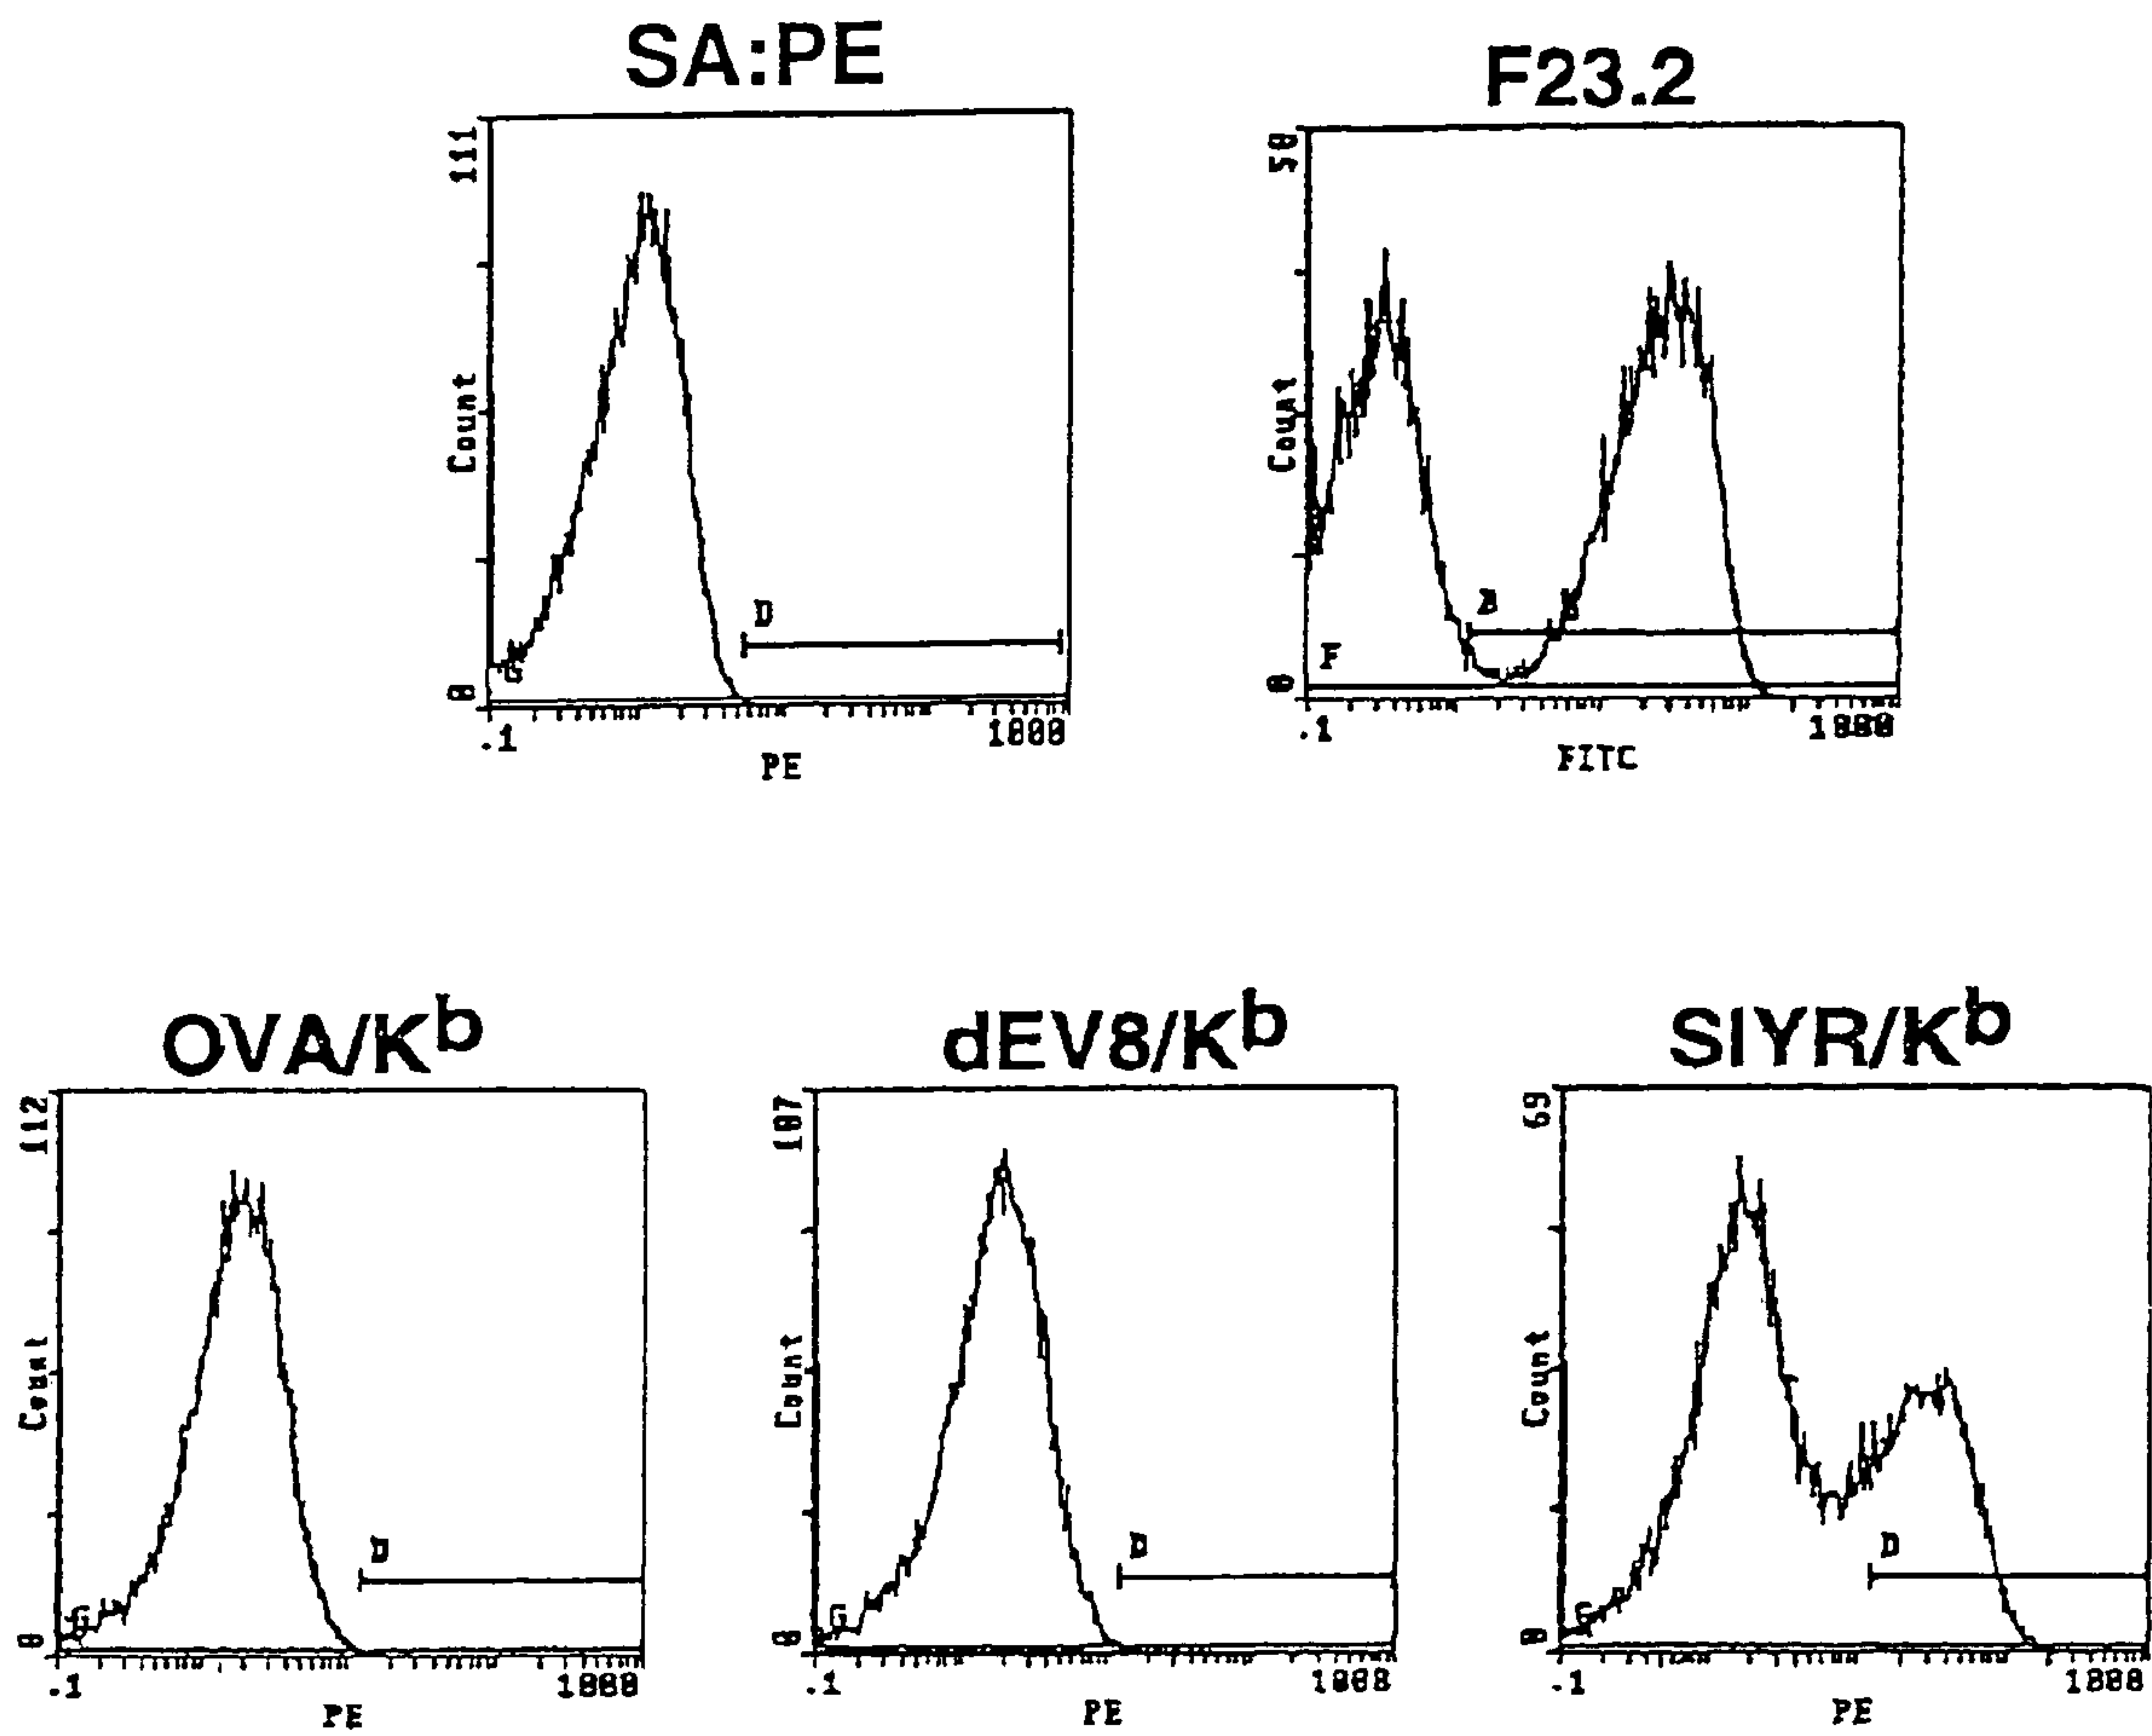 SA:PE
111
Count
0
D
G
.1
1000
PE
F23.2
50
Count
0
B
F
.1
1000
FITC
OVA/Kb
112
Count
0
D
G
.1
1000
PE
dEV8/Kb
107
Count
0
D
G
.1
1000
PE
SIYR/Kb
69
Count
0
D
G
.1
1000
PE